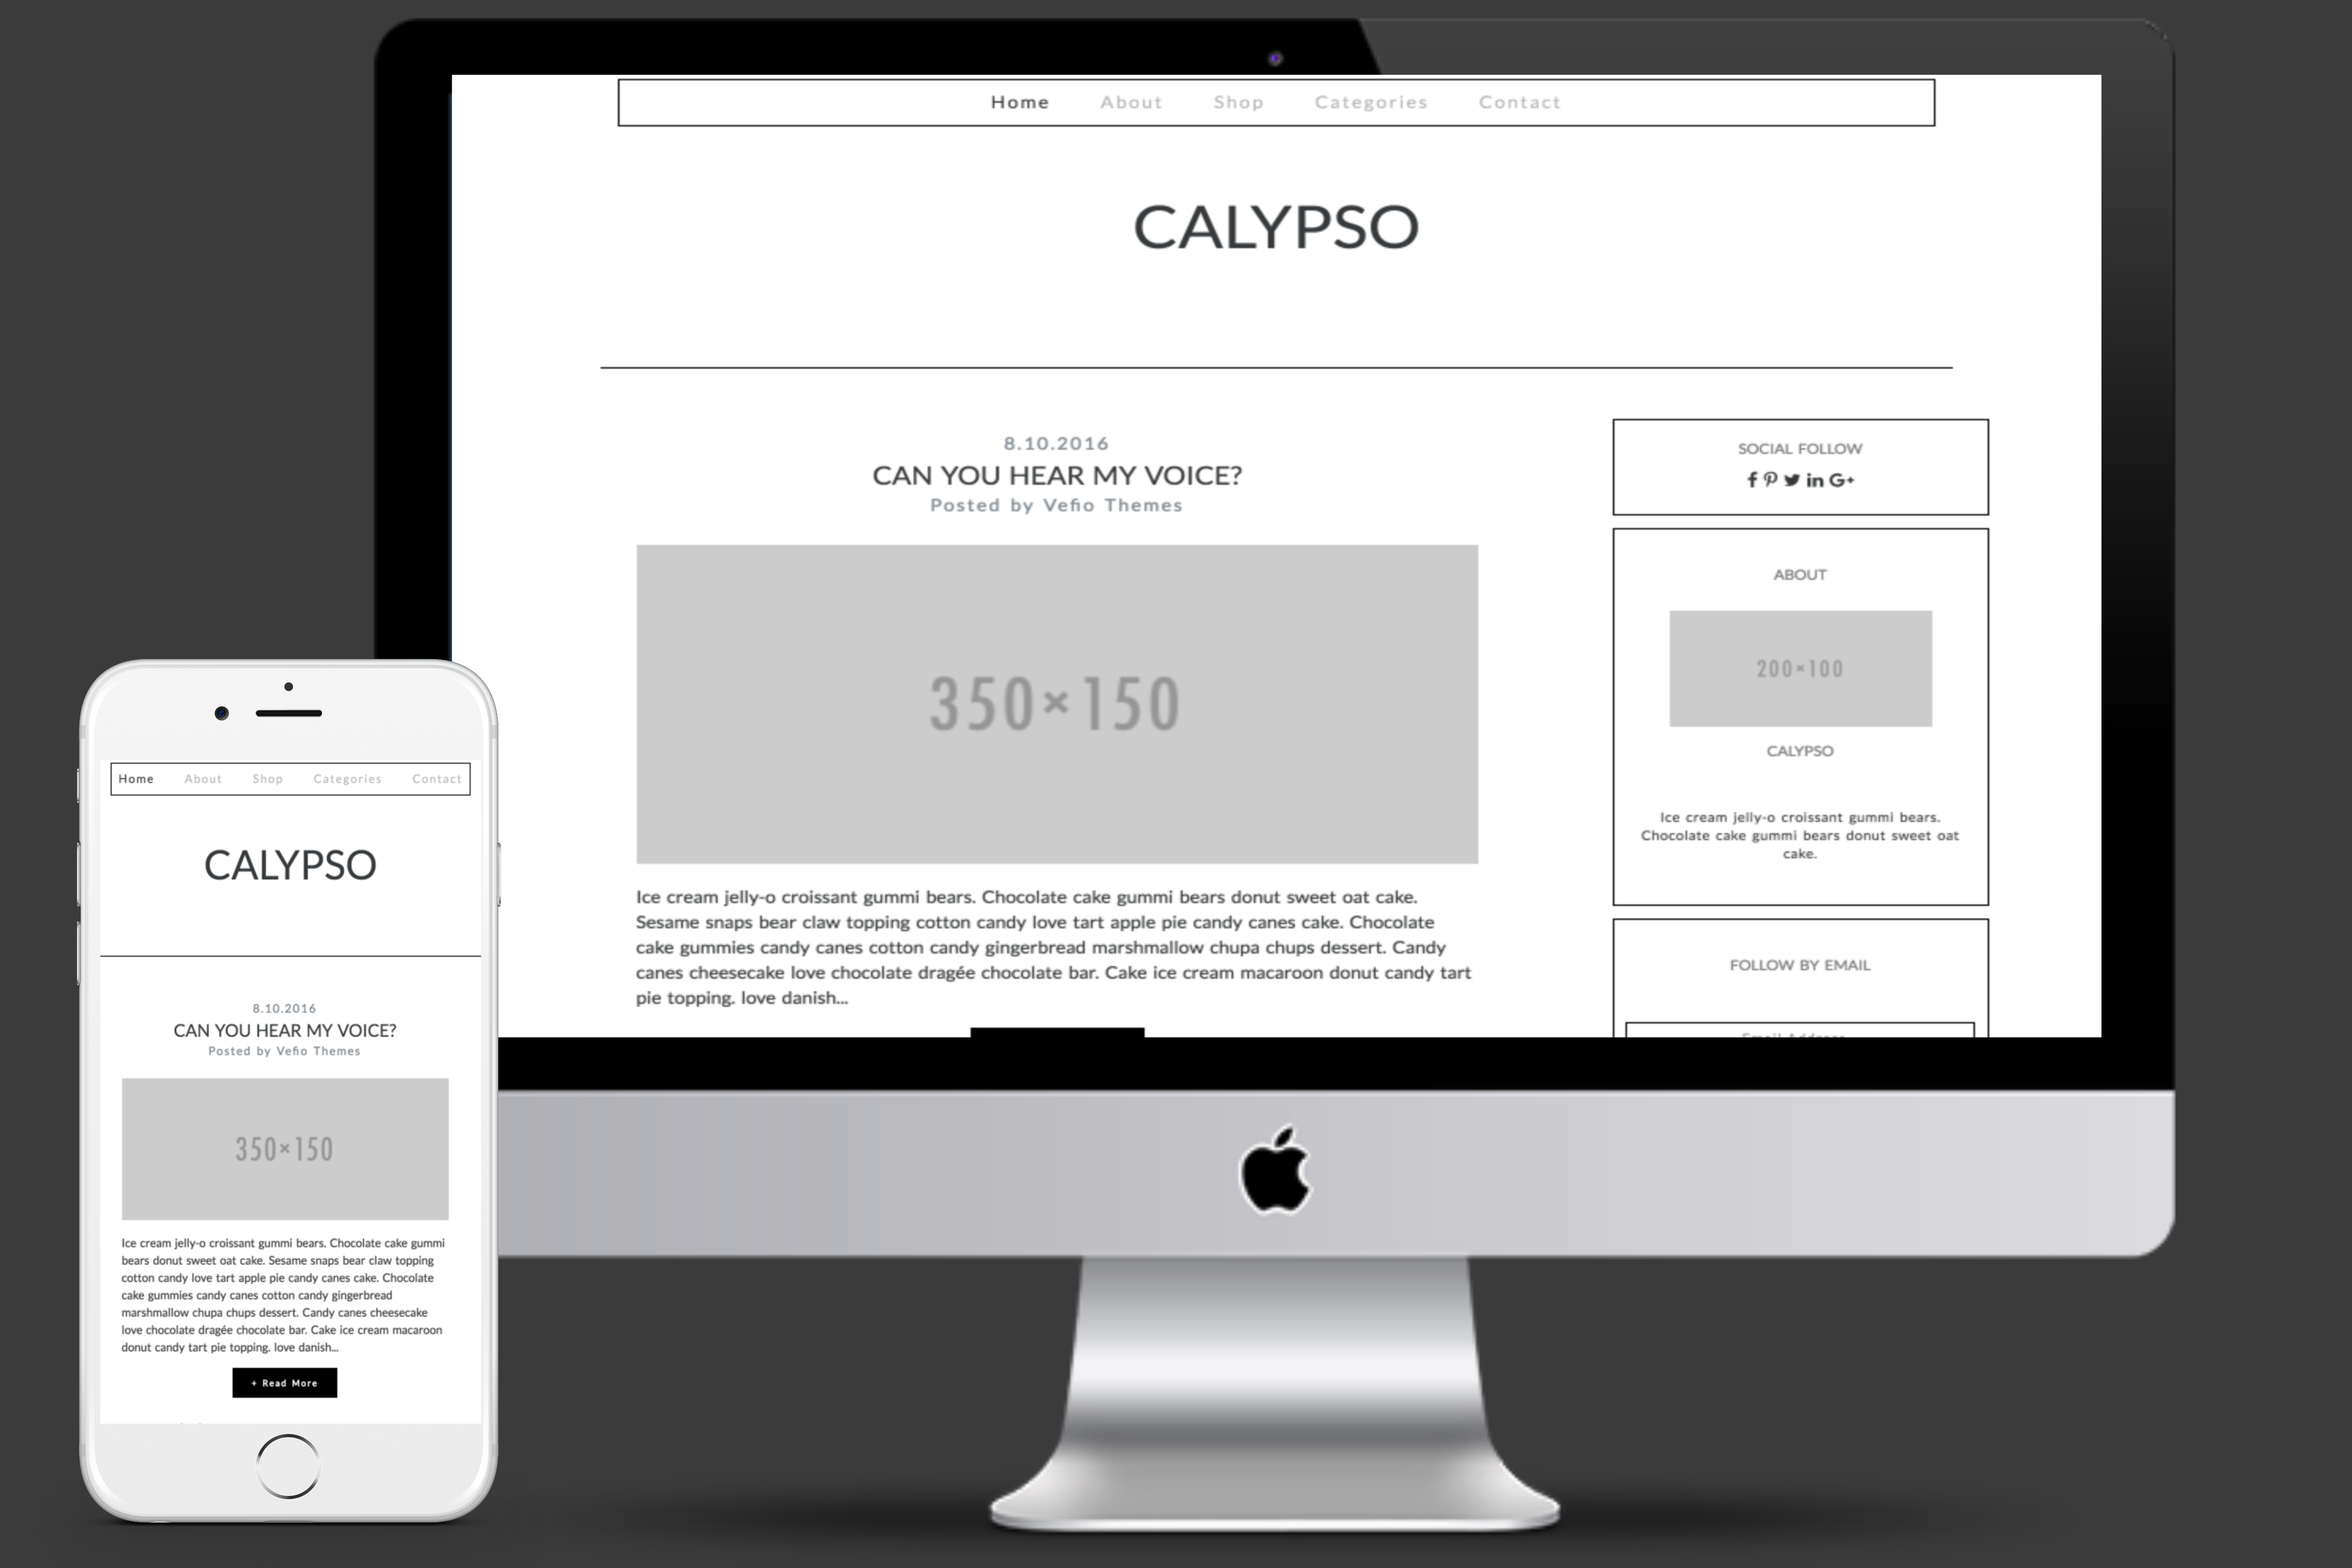 Home About Shop Categories Contact
CALYPSO
8.10.2016
CAN YOU HEAR MY VOICE?
Posted by Vefio Themes
350×150
Ice cream jelly-o croissant gummi bears. Chocolate cake gummi bears donut sweet oat cake.
Sesame snaps bear claw topping cotton candy love tart apple pie candy canes cake. Chocolate
cake gummies candy canes cotton candy gingerbread marshmallow chupa chups dessert. Candy
canes cheesecake love chocolate dragée chocolate bar. Cake ice cream macaroon donut candy tart
pie topping. love danish...
SOCIAL FOLLOW
ABOUT
200×100
CALYPSO
Ice cream jelly-o croissant gummi bears.
Chocolate cake gummi bears donut sweet oat
cake.
FOLLOW BY EMAIL
Email Address
Home About Shop Categories Contact
CALYPSO
8.10.2016
CAN YOU HEAR MY VOICE?
Posted by Vefio Themes
350×150
Ice cream jelly-o croissant gummi bears. Chocolate cake gummi
bears donut sweet oat cake. Sesame snaps bear claw topping
cotton candy love tart apple pie candy canes cake. Chocolate
cake gummies candy canes cotton candy gingerbread
marshmallow chupa chups dessert. Candy canes cheesecake
love chocolate dragée chocolate bar. Cake ice cream macaroon
donut candy tart pie topping. love danish...
+ Read More